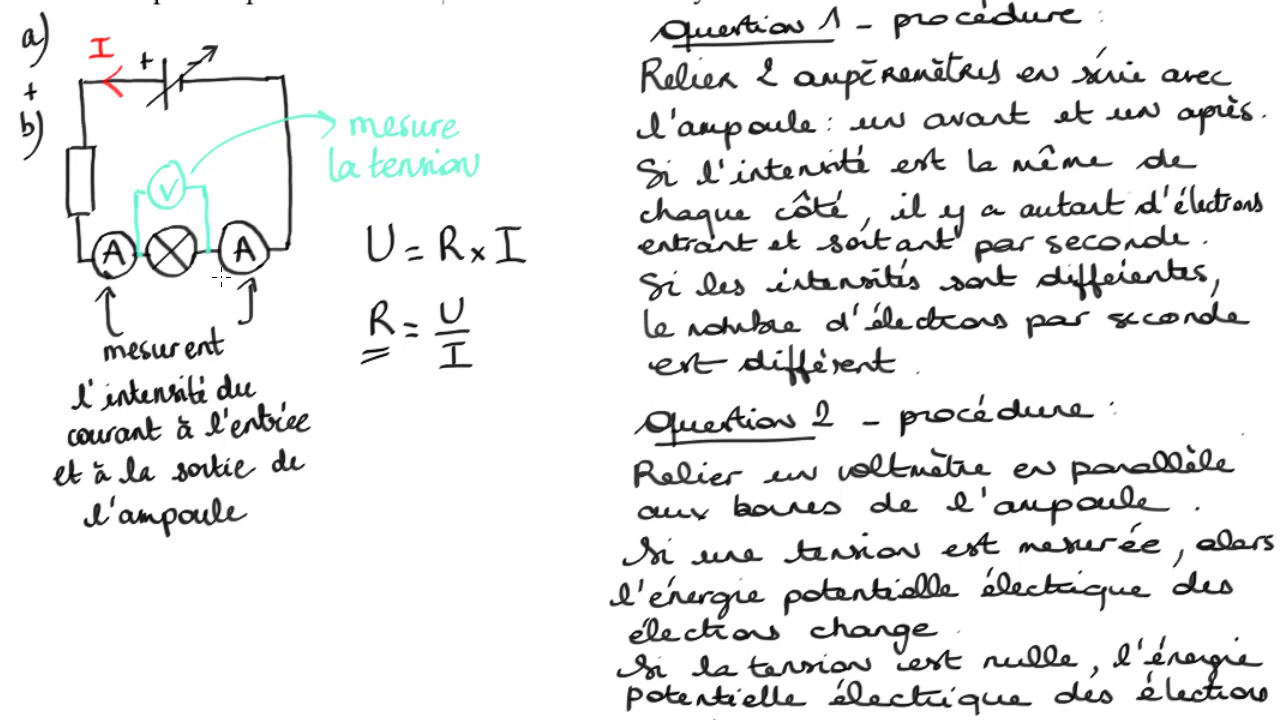 a)
+
b)
I
+
-
V
A
A
mesure
la tension
mesurent
l'intensité du
courant à l'entrée
et à la sortie de
l'ampoule
U = R x I
R = U
I
Question 1 - procédure :
Relier 2 ampèremètres en série avec
l'ampoule : un avant et un après.
Si l'intensité est la même de
chaque côté, il y a autant d'électrons
entrant et sortant par seconde.
Si les intensités sont différentes,
le nombre d'électrons par seconde
est différent.
Question 2 - procédure :
Relier un voltmètre en parallèle
aux bornes de l'ampoule.
Si une tension est mesurée, alors
l'énergie potentielle électrique des
électrons change.
Si la tension est nulle, l'énergie
potentielle électrique des électrons